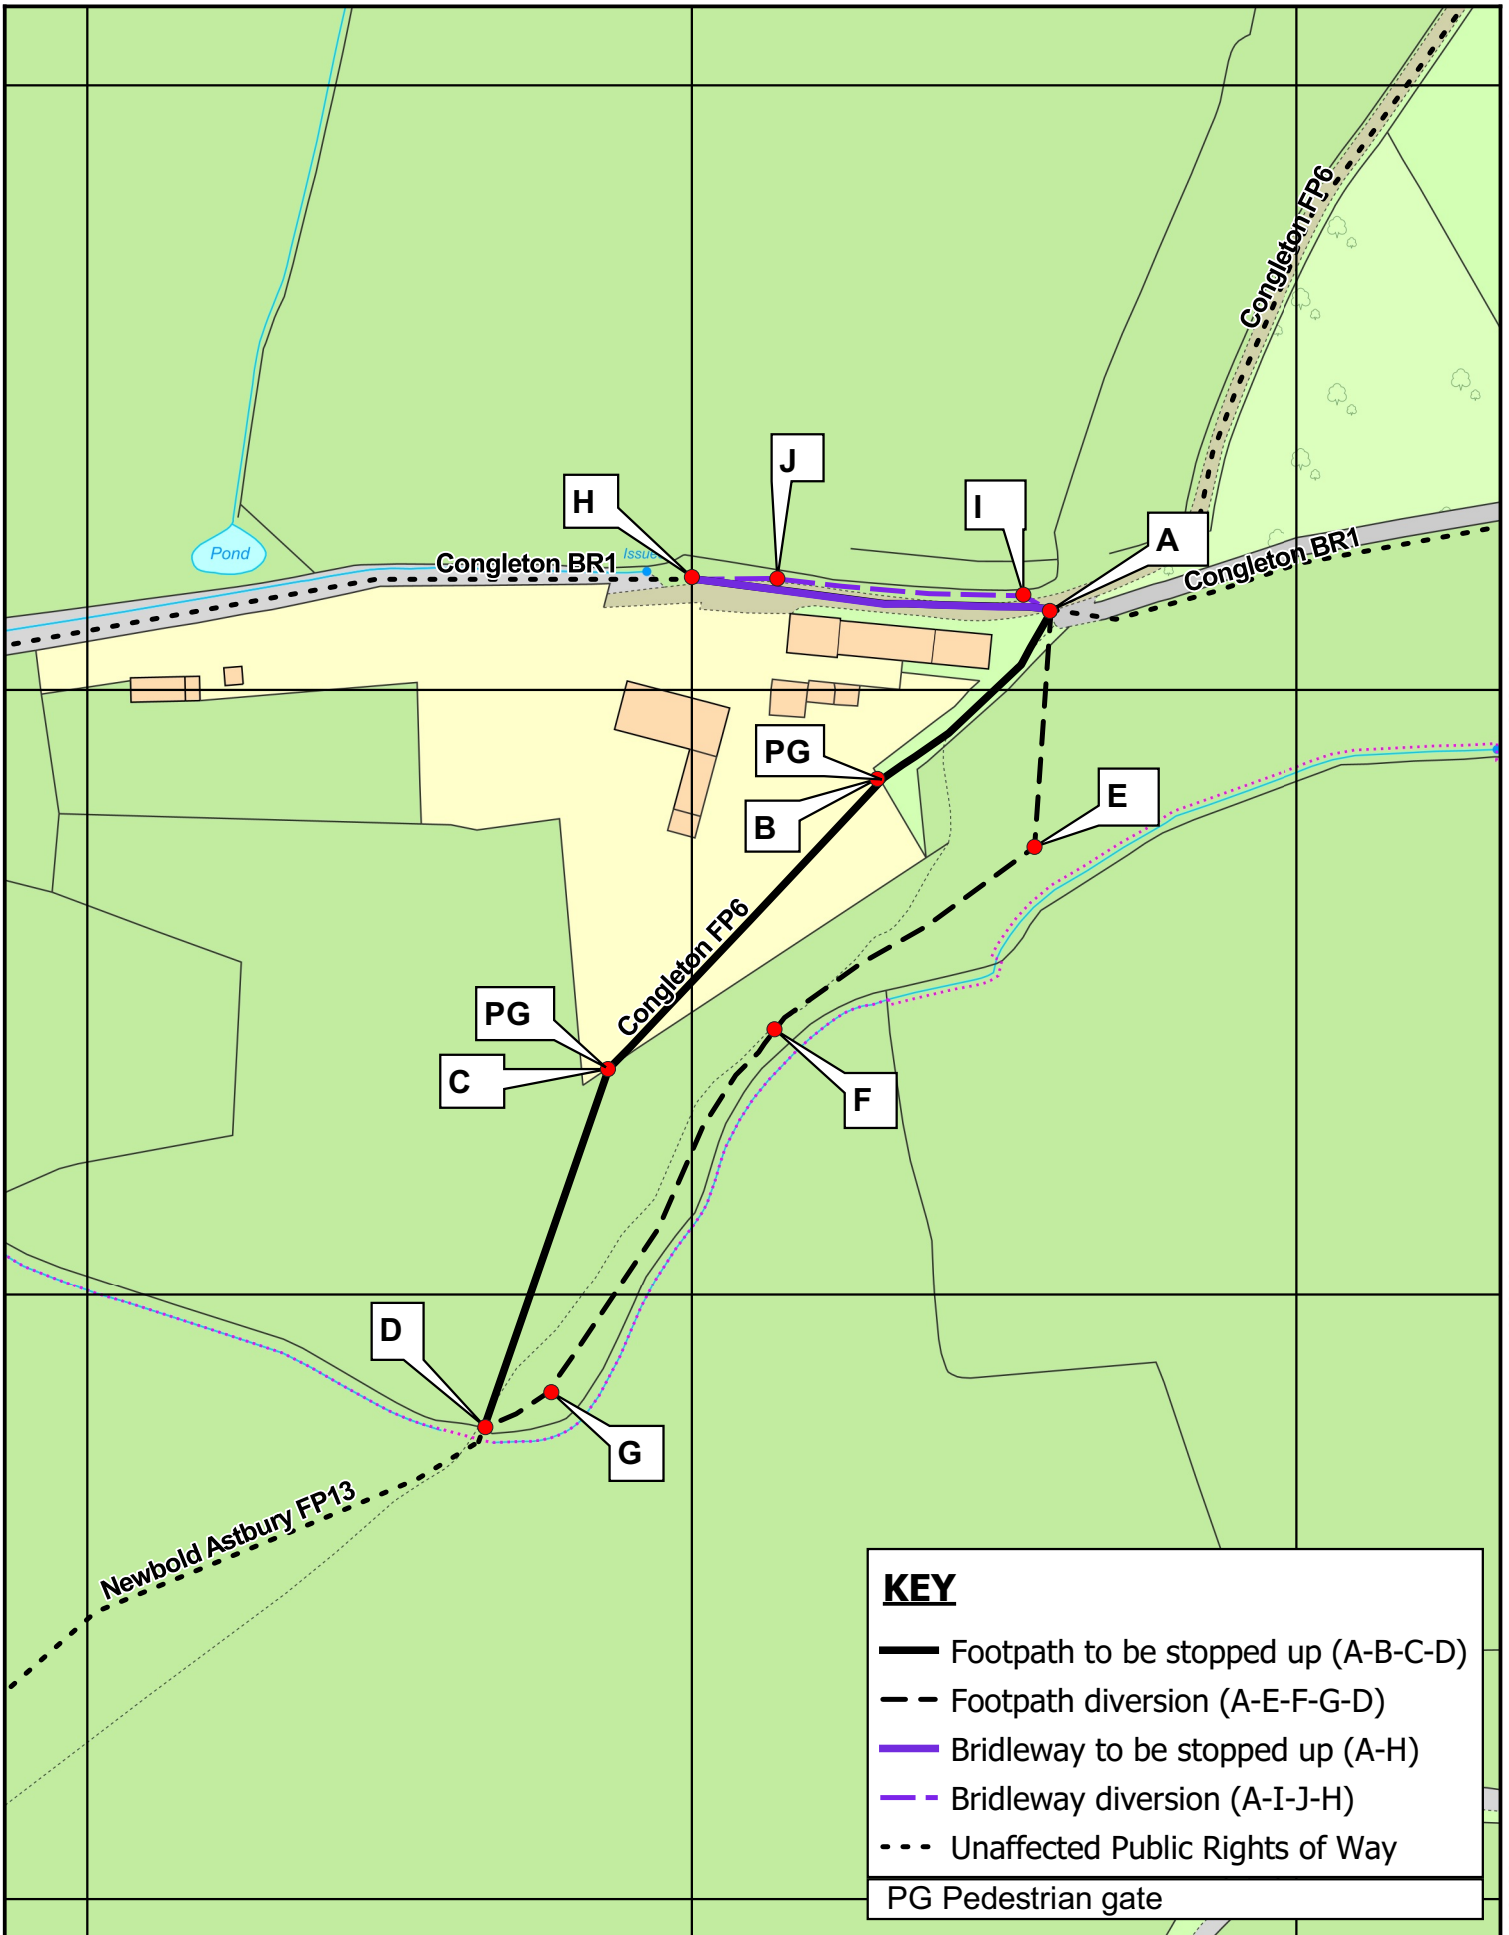 Congleton FP6
J
H
I
A
Pond
Congleton BR1
Issue
Congleton BR1
PG
E
B
Congleton FP6
PG
C
F
D
G
Newbold Astbury FP13
KEY
Footpath to be stopped up (A-B-C-D)
Footpath diversion (A-E-F-G-D)
Bridleway to be stopped up (A-H)
Bridleway diversion (A-I-J-H)
Unaffected Public Rights of Way
PG Pedestrian gate